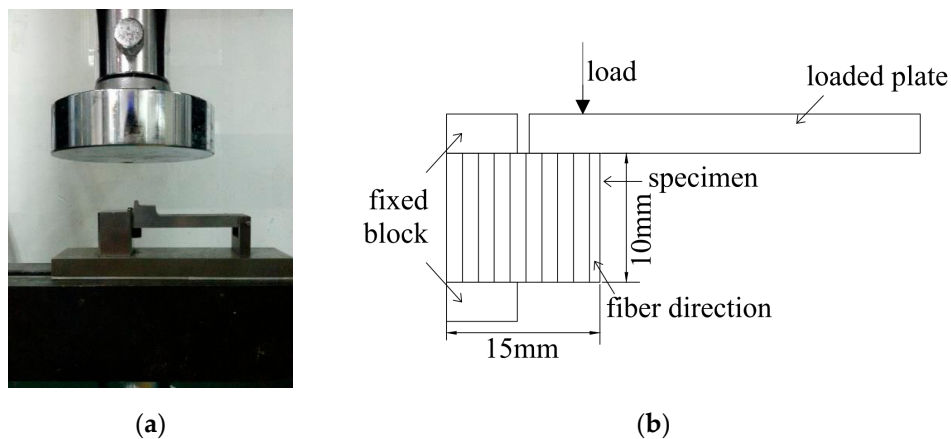 load
loaded plate
fixed
block
specimen
10mm
fiber direction
15mm
(a)
(b)